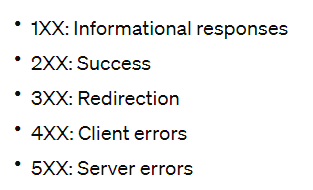 • 1XX: Informational responses
• 2XX: Success
• 3XX: Redirection
• 4XX: Client errors
• 5XX: Server errors